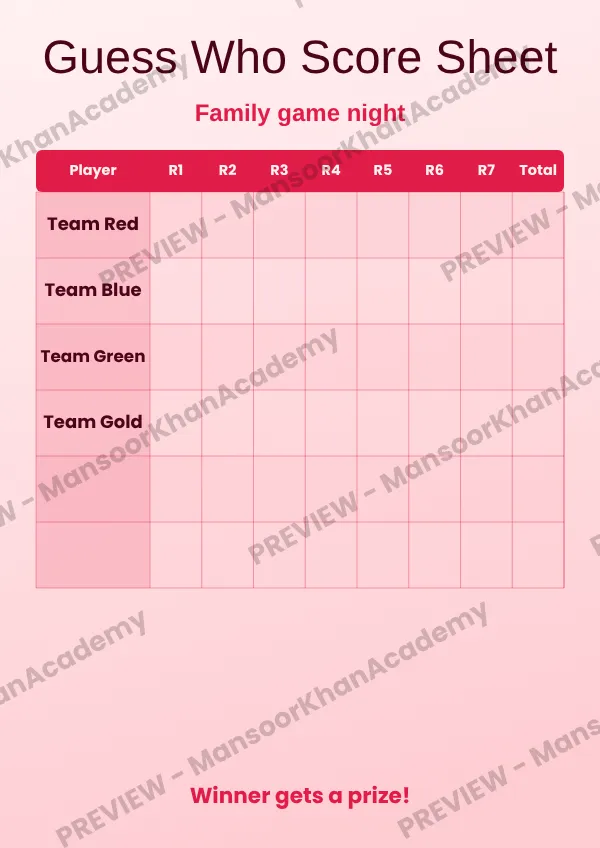 Guess Who Score Sheet
Family game night
Player R1 R2 R3 R4 R5 R6 R7 Total
Team Red
Team Blue
Team Green
Team Gold
Winner gets a prize!
PREVIEW – MansoorKhanAcademy